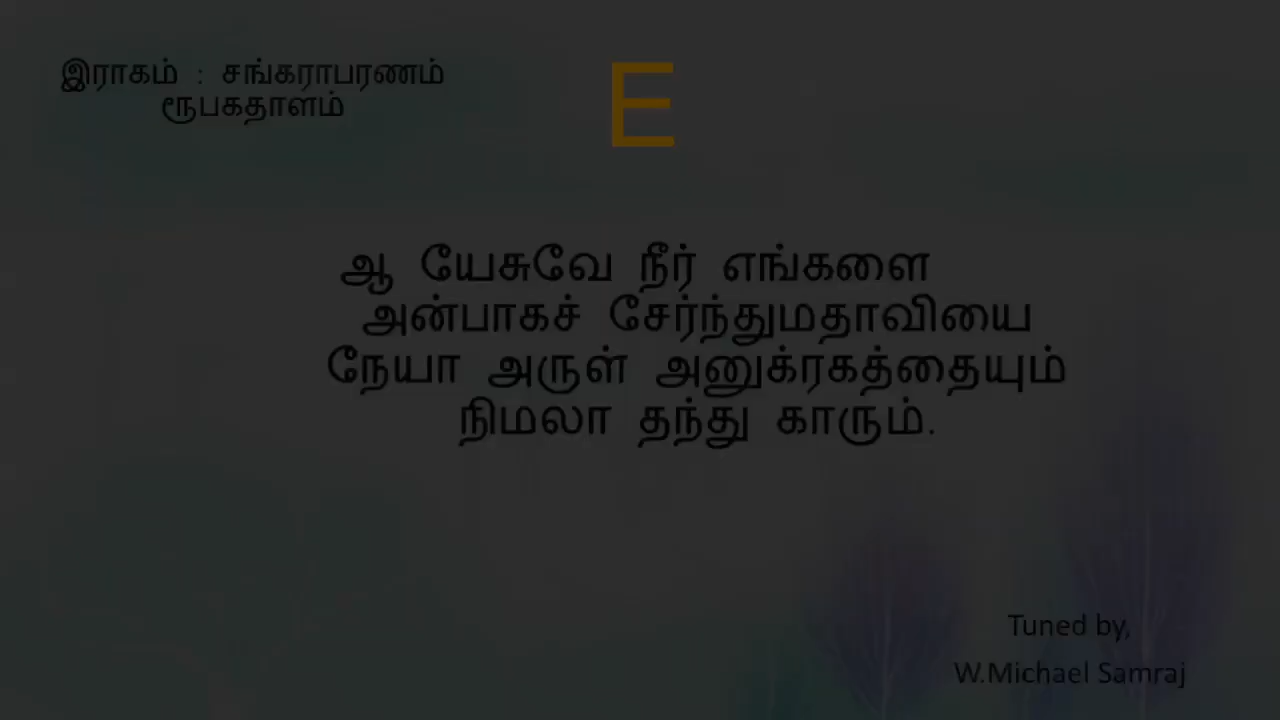 இராகம் : சங்கராபரணம்
ரூபகதாளம்
E
ஆ யேசுவே நீர் எங்களை
அன்பாகச் சேர்ந்துமதாவியை
நேயா அருள் அனுக்ரகத்தையும்
நிமலா தந்து காரும்.
Tuned by,
W.Michael Samraj